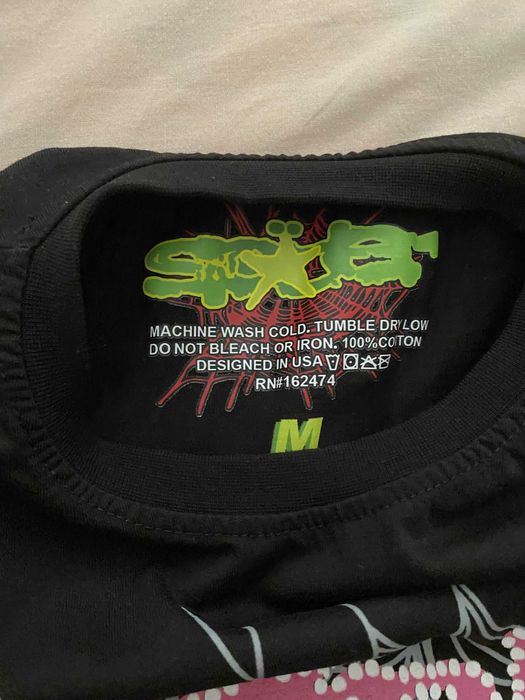 MACHINE WASH COLD. TUMBLE DRY LOW
DO NOT BLEACH OR IRON. 100% COTTON
DESIGNED IN USA
RN#162474
M